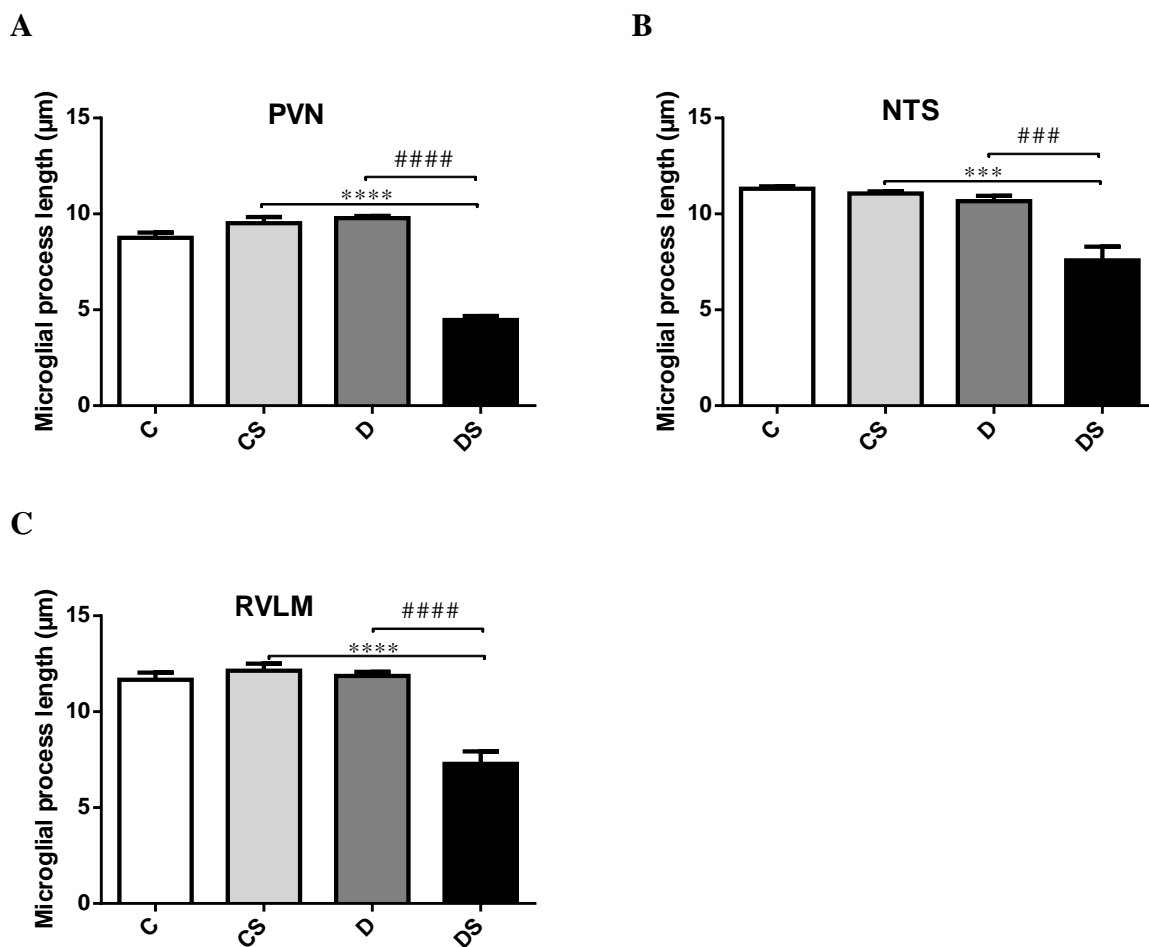 A
PVN
Microglial process length (µm)
15
10
5
0
####
****
C
CS
D
DS
B
NTS
Microglial process length (µm)
15
10
5
0
###
***
C
CS
D
DS
C
RVLM
Microglial process length (µm)
15
10
5
0
####
****
C
CS
D
DS